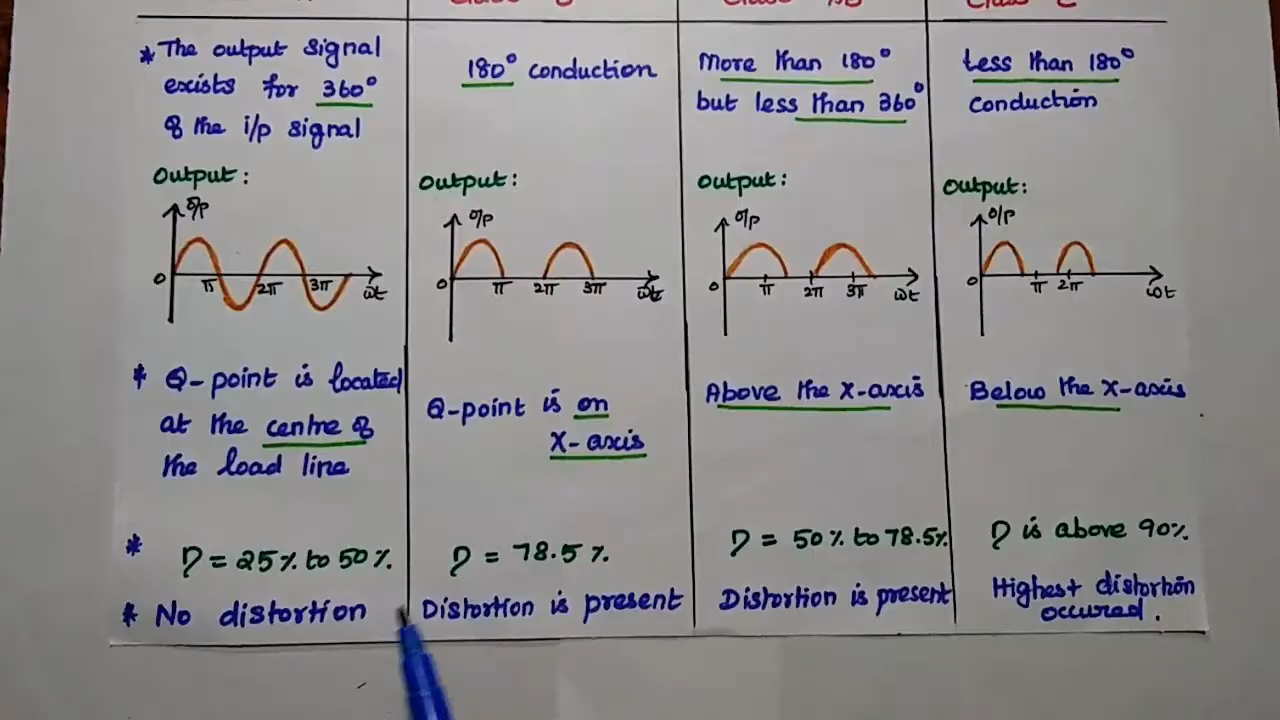 * The output signal
exists for 360°
of the i/p signal
Output:
o/p
0
π
2π
3π
ωt
* Q-point is located
at the centre of
the load line
* η = 25% to 50%
* No distortion
180° conduction
Output:
o/p
0
π
2π
3π
ωt
Q-point is on
X-axis
η = 78.5%
Distortion is present
More than 180°
but less than 360°
Output:
o/p
0
π
2π
3π
ωt
Above the X-axis
η = 50% to 78.5%
Distortion is present
Less than 180°
conduction
Output:
o/p
0
π
2π
ωt
Below the X-axis
η is above 90%
Highest distortion
occured.